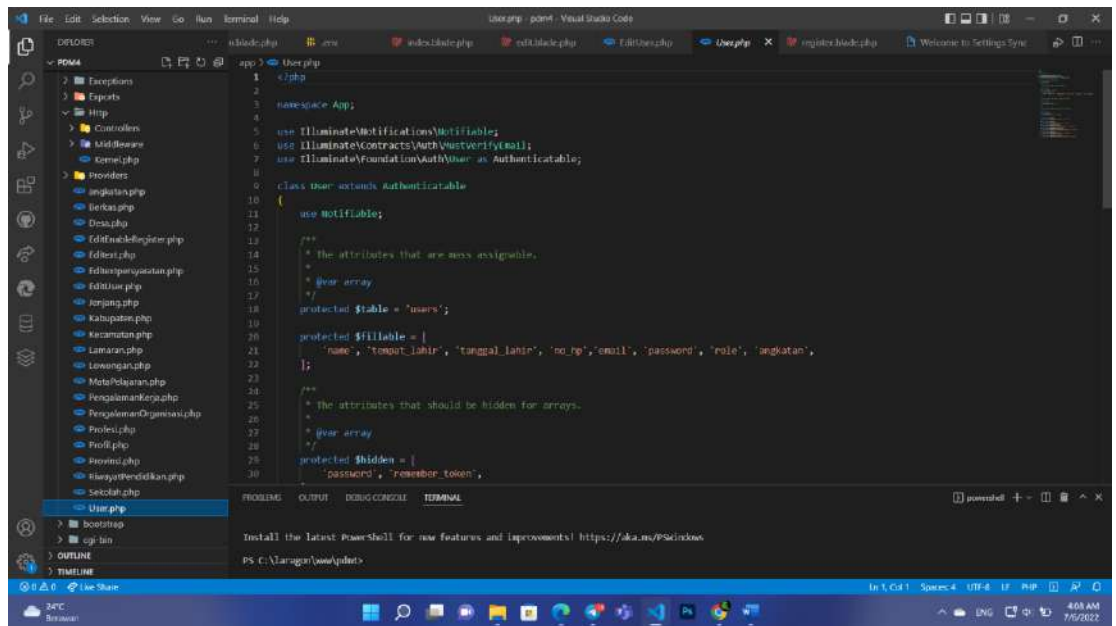 File Edit Selection View Go Run Terminal Help
User.php - pdm4 - Visual Studio Code
EXPLORER
.env
index.blade.php
edit.blade.php
EditUser.php
User.php
register.blade.php
Welcome to Settings Sync
PDM4
Exceptions
Exports
Http
Controllers
Middleware
Kernel.php
Providers
angkatan.php
Berkas.php
Desa.php
EditEnableRegister.php
Editext.php
Editextpersyaratan.php
EditUser.php
Jenjang.php
Kabupaten.php
Kecamatan.php
Lamaran.php
Lowongan.php
MataPelajaran.php
PengalamanKerja.php
PengalamanOrganisasi.php
Profesi.php
Profil.php
Provinsi.php
RiwayatPendidikan.php
Sekolah.php
User.php
bootstrap
cgi-bin
OUTLINE
TIMELINE
app > User.php
1 <?php
2
3 namespace App;
4
5 use Illuminate\Notifications\Notifiable;
6 use Illuminate\Contracts\Auth\MustVerifyEmail;
7 use Illuminate\Foundation\Auth\User as Authenticatable;
8
9 class User extends Authenticatable
10 {
11 use Notifiable;
12
13 /**
14 * The attributes that are mass assignable.
15 *
16 * @var array
17 */
18 protected $table = 'users';
19
20 protected $fillable = [
21 'name', 'tempat_lahir', 'tanggal_lahir', 'no_hp','email', 'password', 'role', 'angkatan',
22 ];
23
24 /**
25 * The attributes that should be hidden for arrays.
26 *
27 * @var array
28 */
29 protected $hidden = [
30 'password', 'remember_token',
PROBLEMS OUTPUT DEBUG CONSOLE TERMINAL
powershell
Install the latest PowerShell for new features and improvements! https://aka.ms/PSWindows
PS C:\laragon\www\pdm4>
0 0 Live Share
Ln 1, Col 1 Spaces: 4 UTF-8 LF PHP
24°C
Berawan
ENG
4:08 AM
7/6/2022